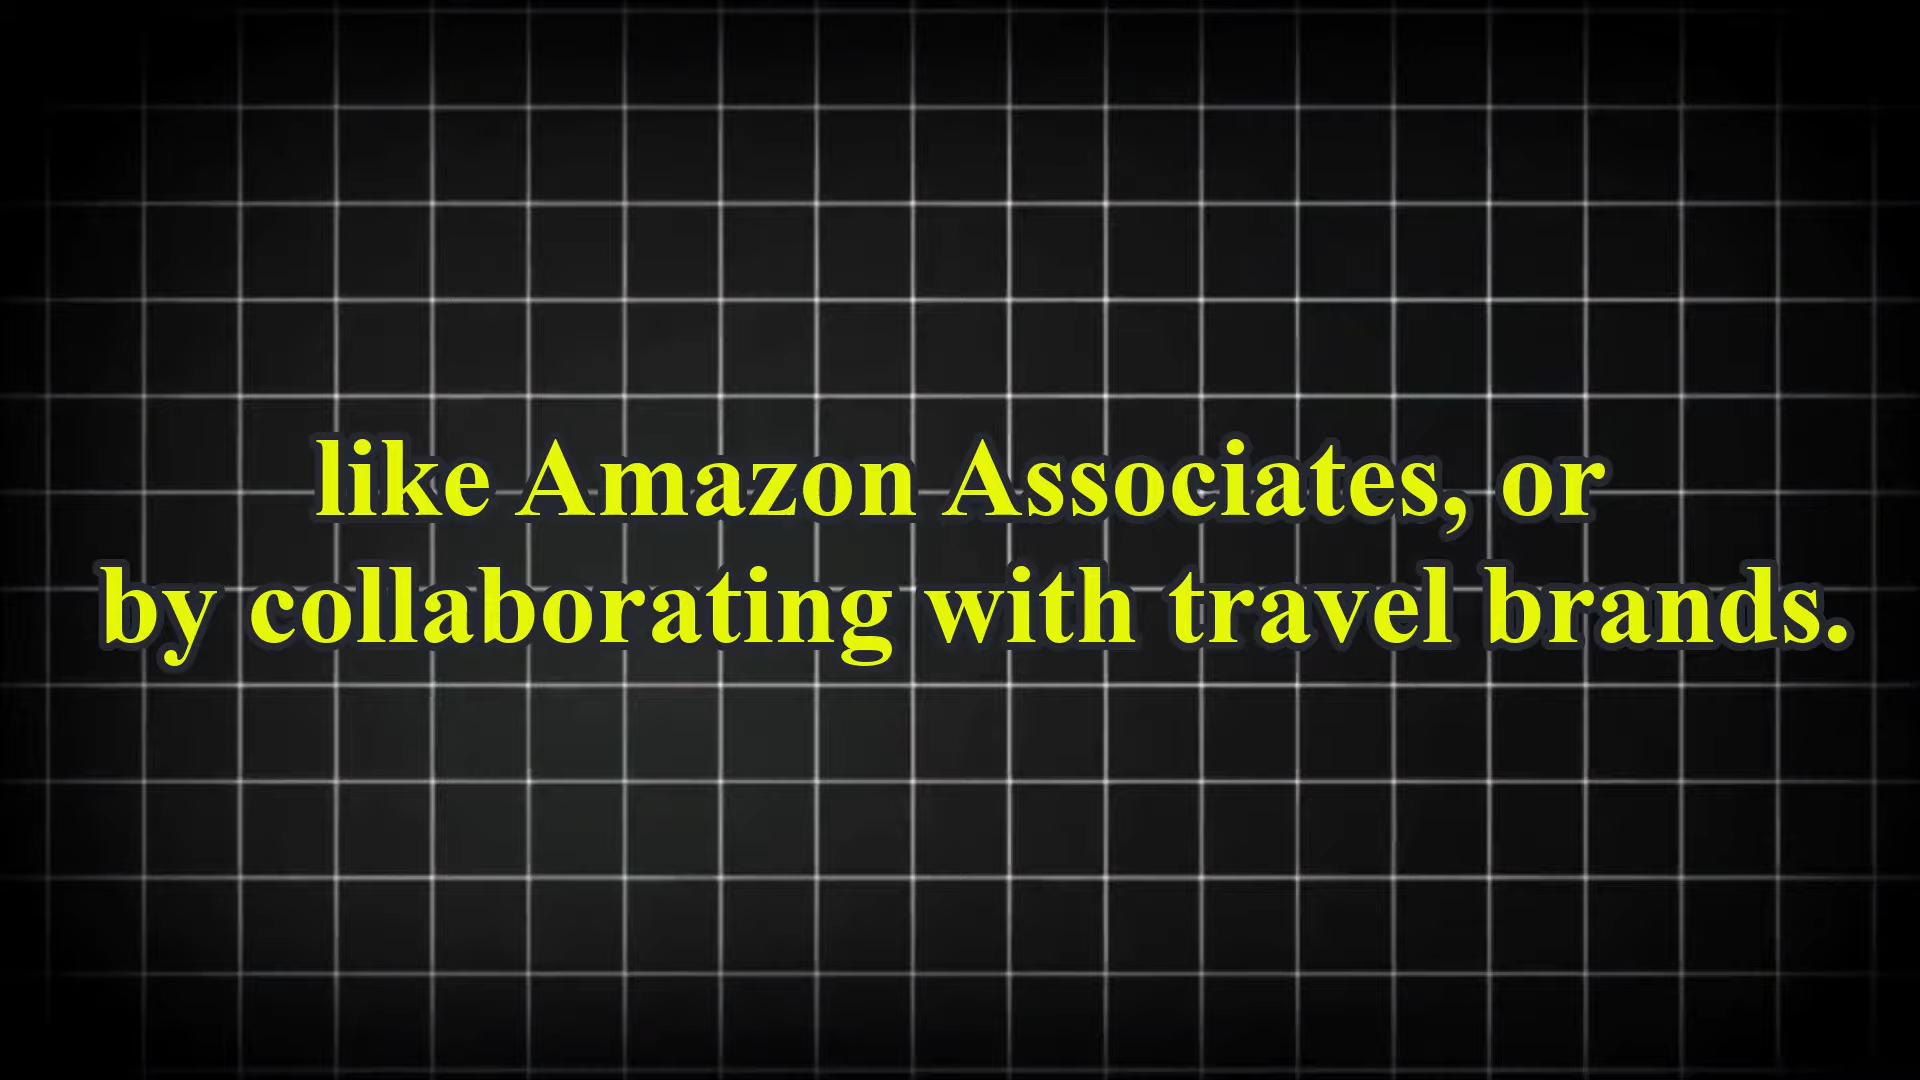 like Amazon Associates, or
by collaborating with travel brands.